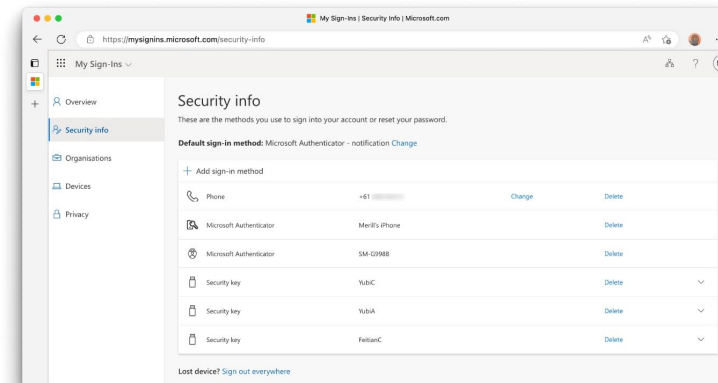 My Sign-Ins | Security Info | Microsoft.com
https://mysignins.microsoft.com/security-info
My Sign-Ins
?
Overview
Security info
Organisations
Devices
Privacy
Security info
These are the methods you use to sign into your account or reset your password.
Default sign-in method: Microsoft Authenticator - notification Change
+ Add sign-in method
Phone +61 Change Delete
Microsoft Authenticator Merill's iPhone Delete
Microsoft Authenticator SM-G988B Delete
Security key YubiC Delete
Security key YubiA Delete
Security key FeitianC Delete
Lost device? Sign out everywhere